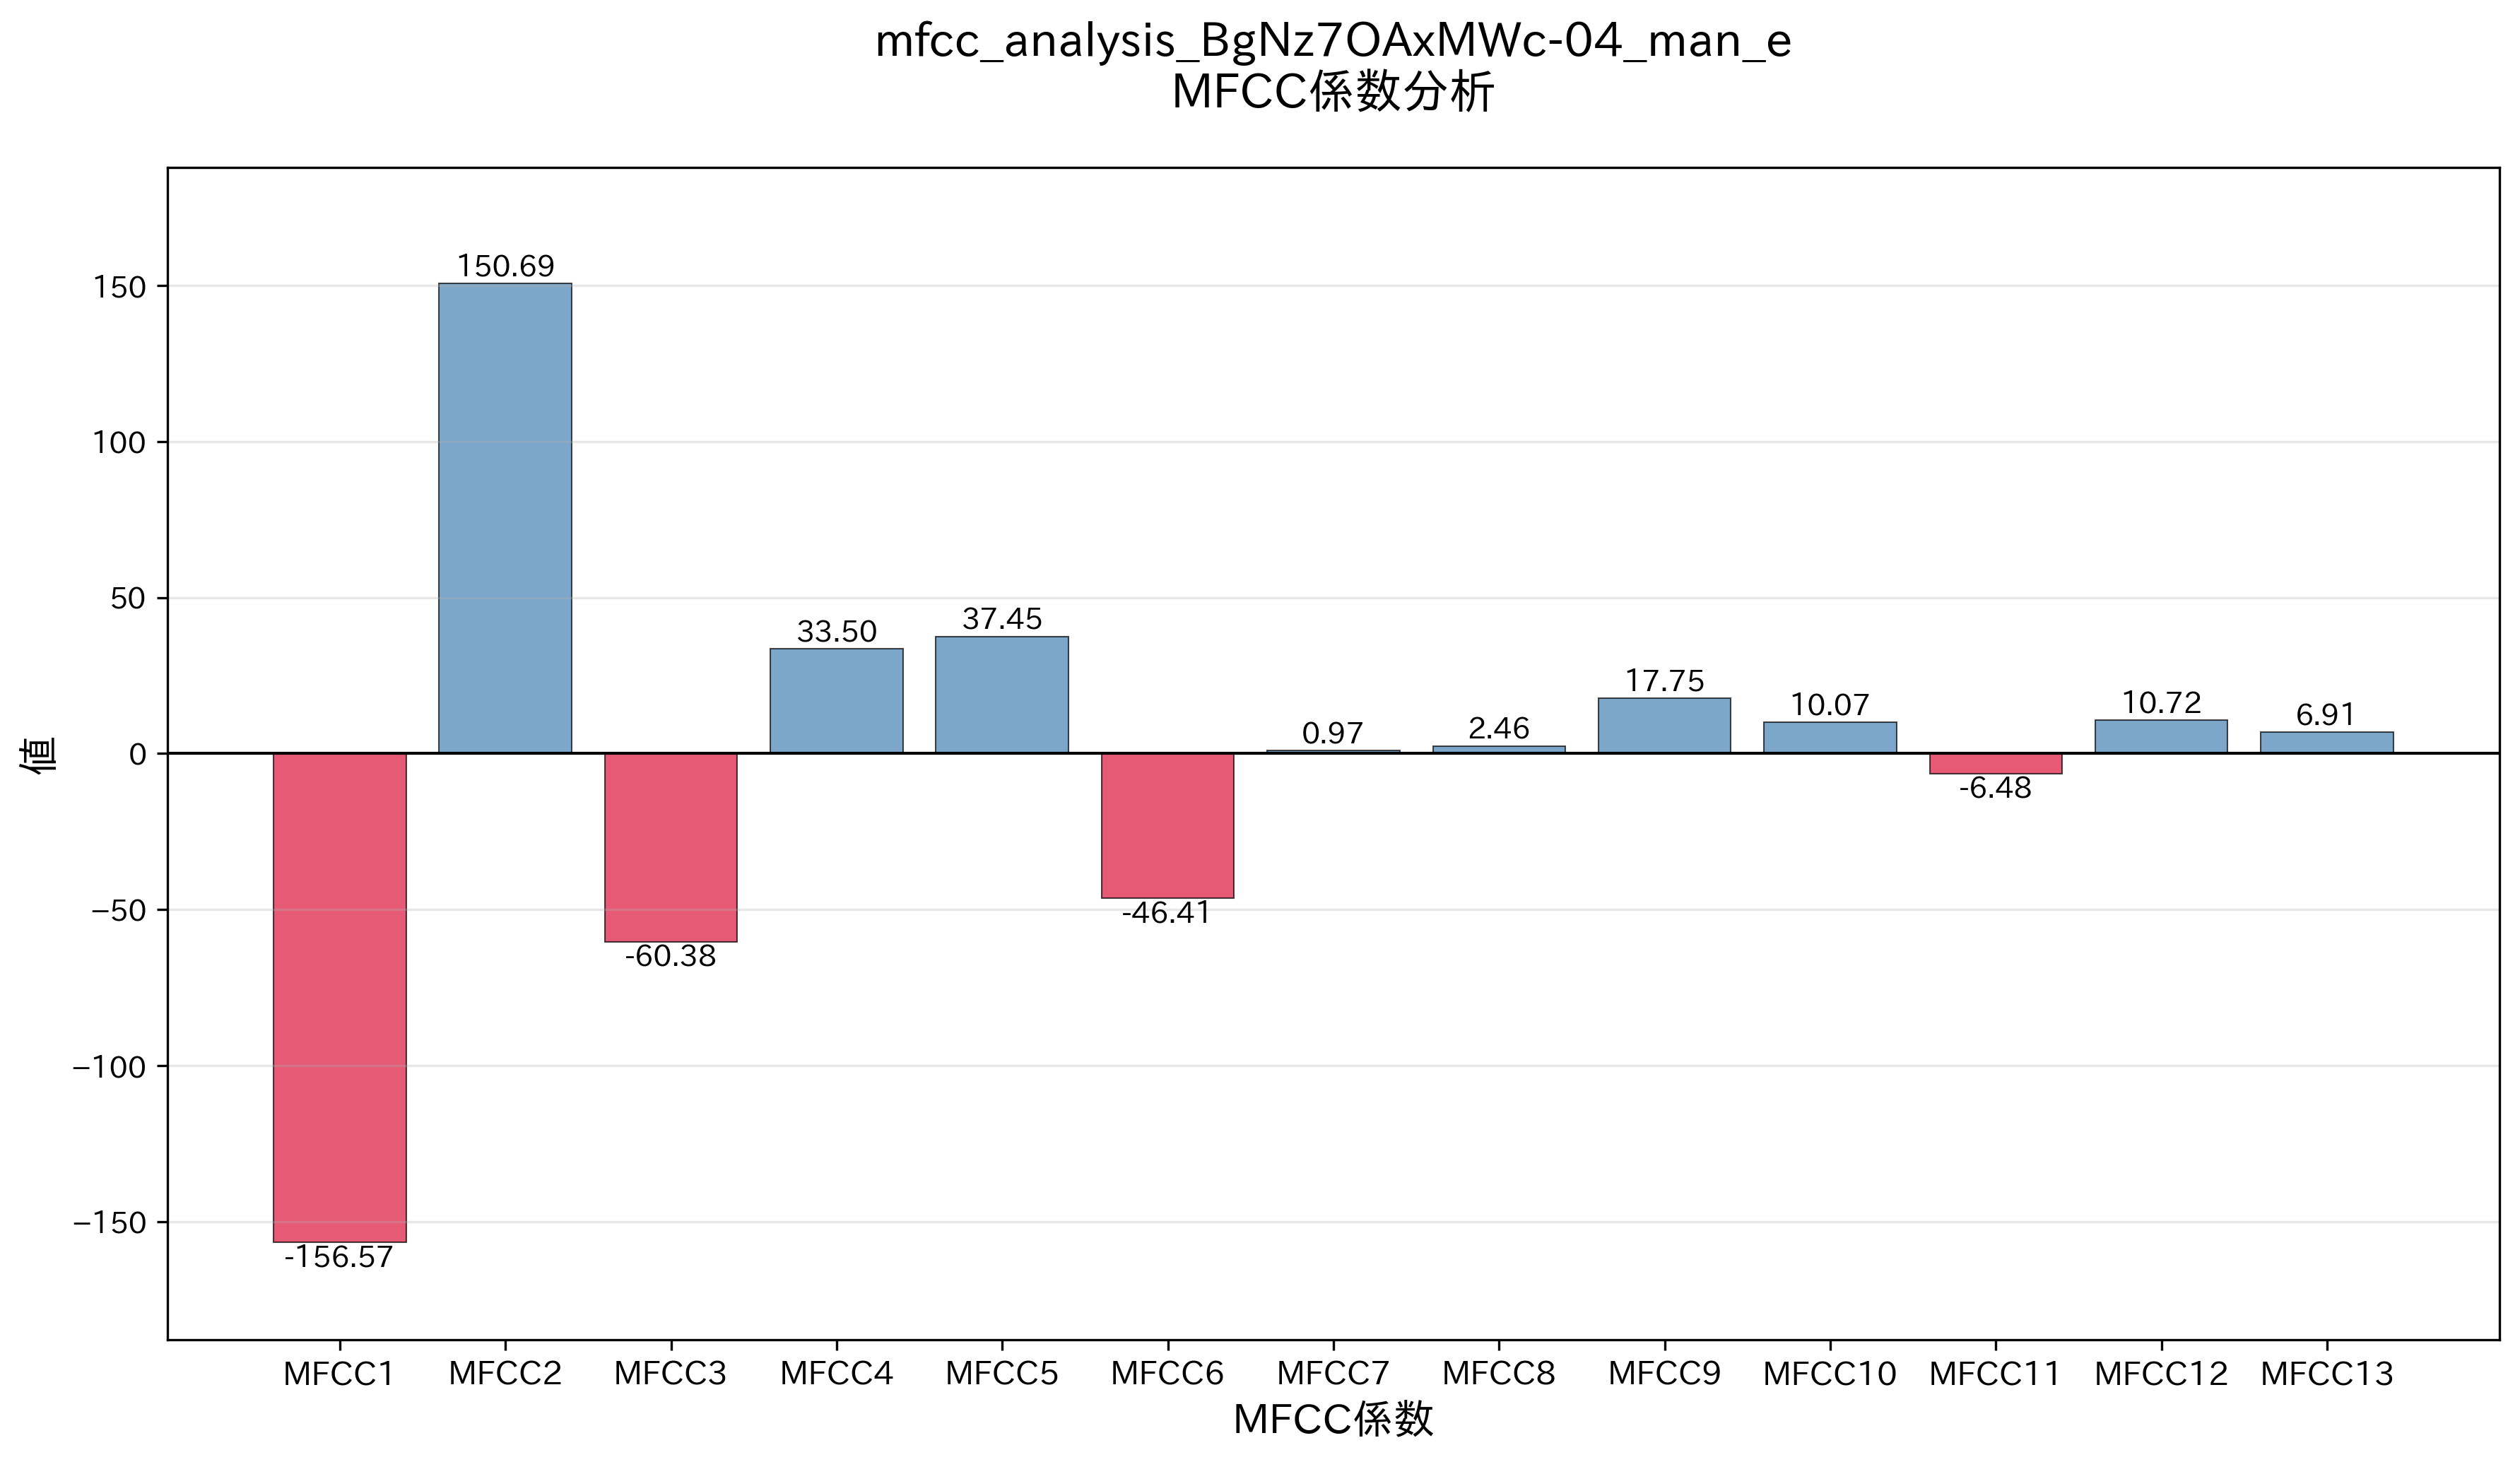 mfcc_analysis_BgNz7OAxMWc-04_man_e
MFCC係数分析
値
150
100
50
0
−50
−100
−150
-156.57
150.69
-60.38
33.50
37.45
-46.41
0.97
2.46
17.75
10.07
-6.48
10.72
6.91
MFCC1
MFCC2
MFCC3
MFCC4
MFCC5
MFCC6
MFCC7
MFCC8
MFCC9
MFCC10
MFCC11
MFCC12
MFCC13
MFCC係数